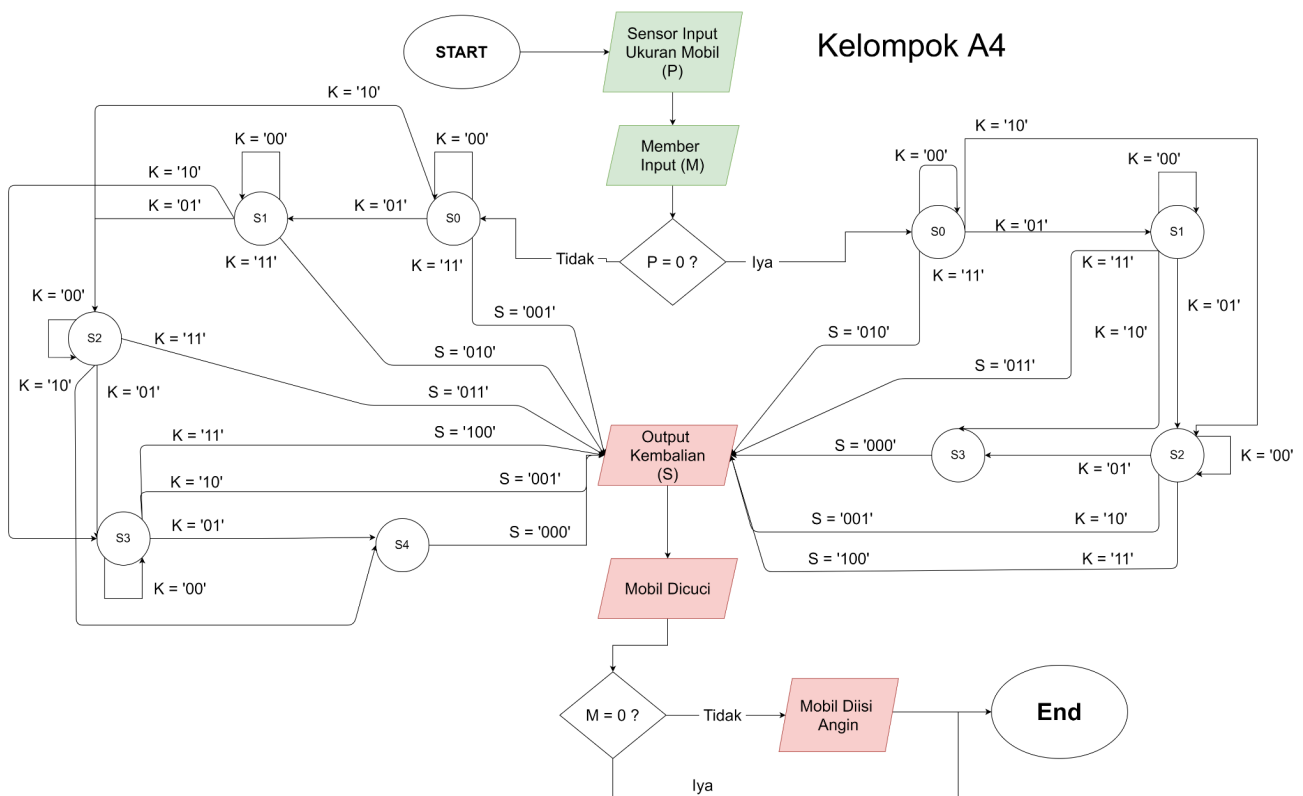 START
Sensor Input
Ukuran Mobil
(P)
Kelompok A4
Member
Input (M)
P = 0 ?
Tidak
Iya
K = '10'
K = '00'
K = '00'
K = '10'
K = '01'
S1
K = '01'
S0
K = '11'
K = '11'
K = '00'
S2
K = '11'
K = '10'
K = '01'
S = '001'
S = '010'
S = '011'
K = '11'
S = '100'
K = '10'
S = '001'
S3
K = '01'
S4
S = '000'
K = '00'
K = '10'
K = '00'
K = '00'
S0
K = '01'
S1
K = '11'
K = '11'
K = '01'
K = '10'
S = '010'
S = '011'
S = '000'
S3
S2
K = '00'
K = '01'
S = '001'
K = '10'
S = '100'
K = '11'
Output
Kembalian
(S)
Mobil Dicuci
M = 0 ?
Tidak
Mobil Diisi
Angin
End
Iya